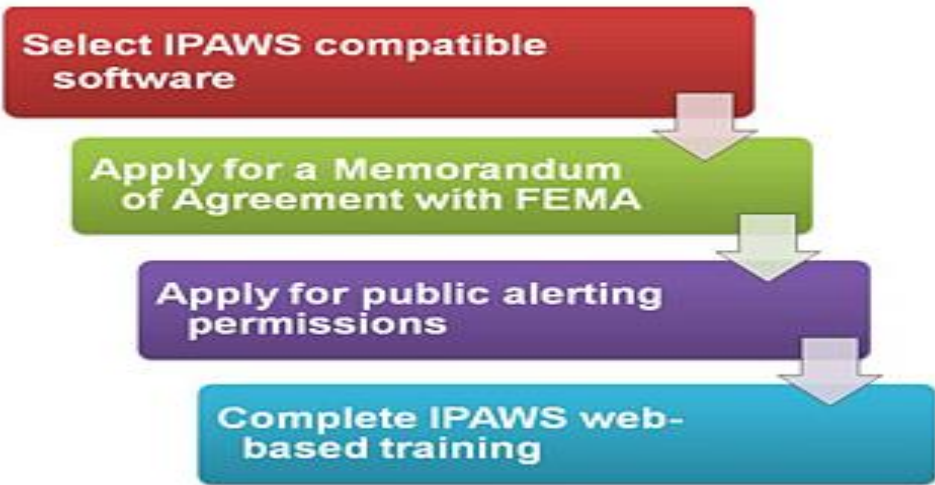 Select IPAWS compatible
software
Apply for a Memorandum
of Agreement with FEMA
Apply for public alerting
permissions
Complete IPAWS web-
based training